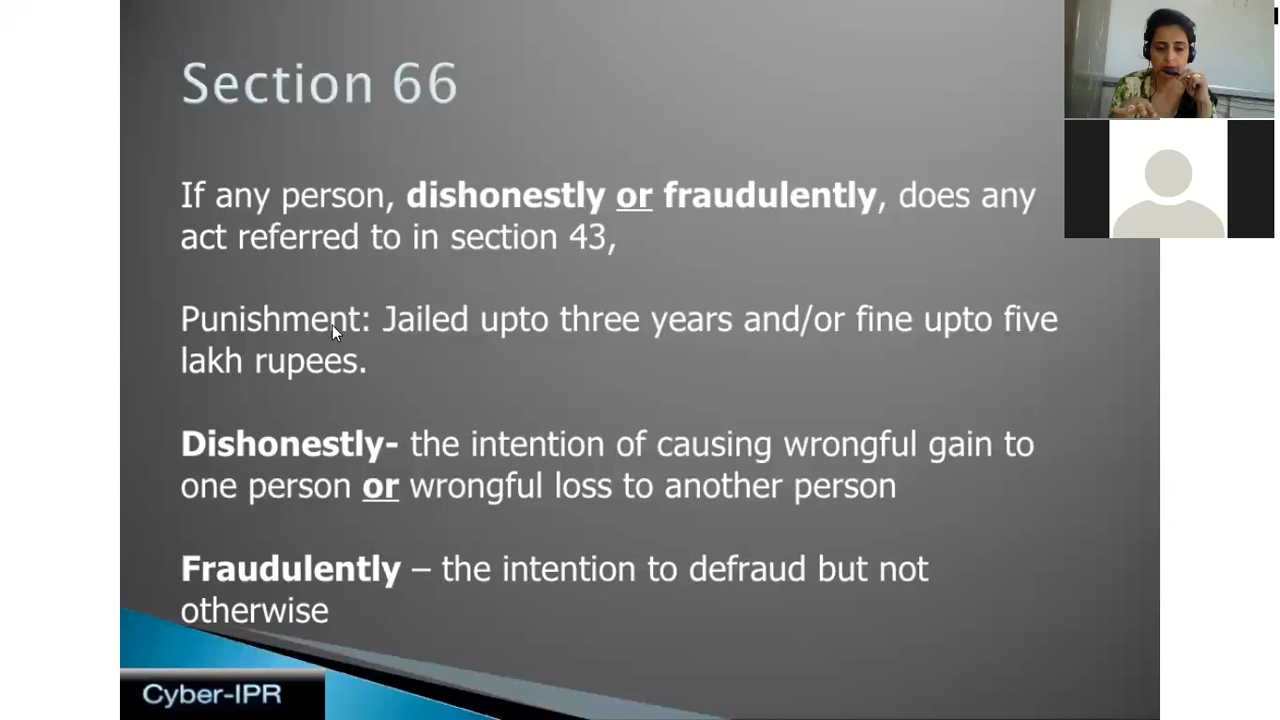 Section 66
If any person, dishonestly or fraudulently, does any
act referred to in section 43,
Punishment: Jailed upto three years and/or fine upto five
lakh rupees.
Dishonestly- the intention of causing wrongful gain to
one person or wrongful loss to another person
Fraudulently – the intention to defraud but not
otherwise
Cyber-IPR